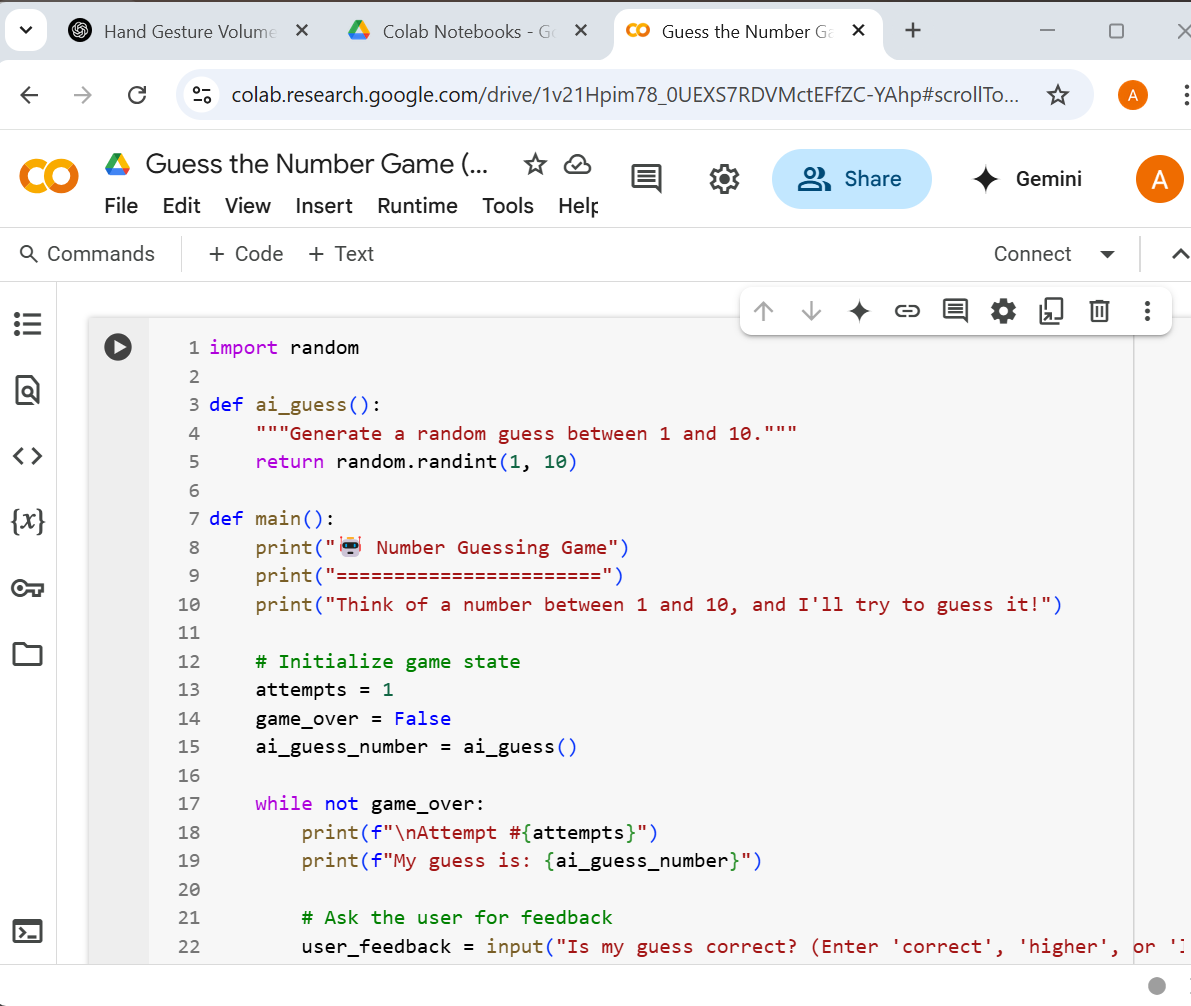 Hand Gesture Volume
Colab Notebooks - Go
Guess the Number Ga
colab.research.google.com/drive/1v21Hpim78_0UEXS7RDVMctEFfZC-YAhp#scrollTo...
A
Guess the Number Game (...
Share
Gemini
A
File Edit View Insert Runtime Tools Help
Commands + Code + Text Connect
1 import random
2
3 def ai_guess():
4     """Generate a random guess between 1 and 10."""
5     return random.randint(1, 10)
6
7 def main():
8     print("🤖 Number Guessing Game")
9     print("=======================")
10     print("Think of a number between 1 and 10, and I'll try to guess it!")
11
12     # Initialize game state
13     attempts = 1
14     game_over = False
15     ai_guess_number = ai_guess()
16
17     while not game_over:
18         print(f"\nAttempt #{attempts}")
19         print(f"My guess is: {ai_guess_number}")
20
21         # Ask the user for feedback
22         user_feedback = input("Is my guess correct? (Enter 'correct', 'higher', or '